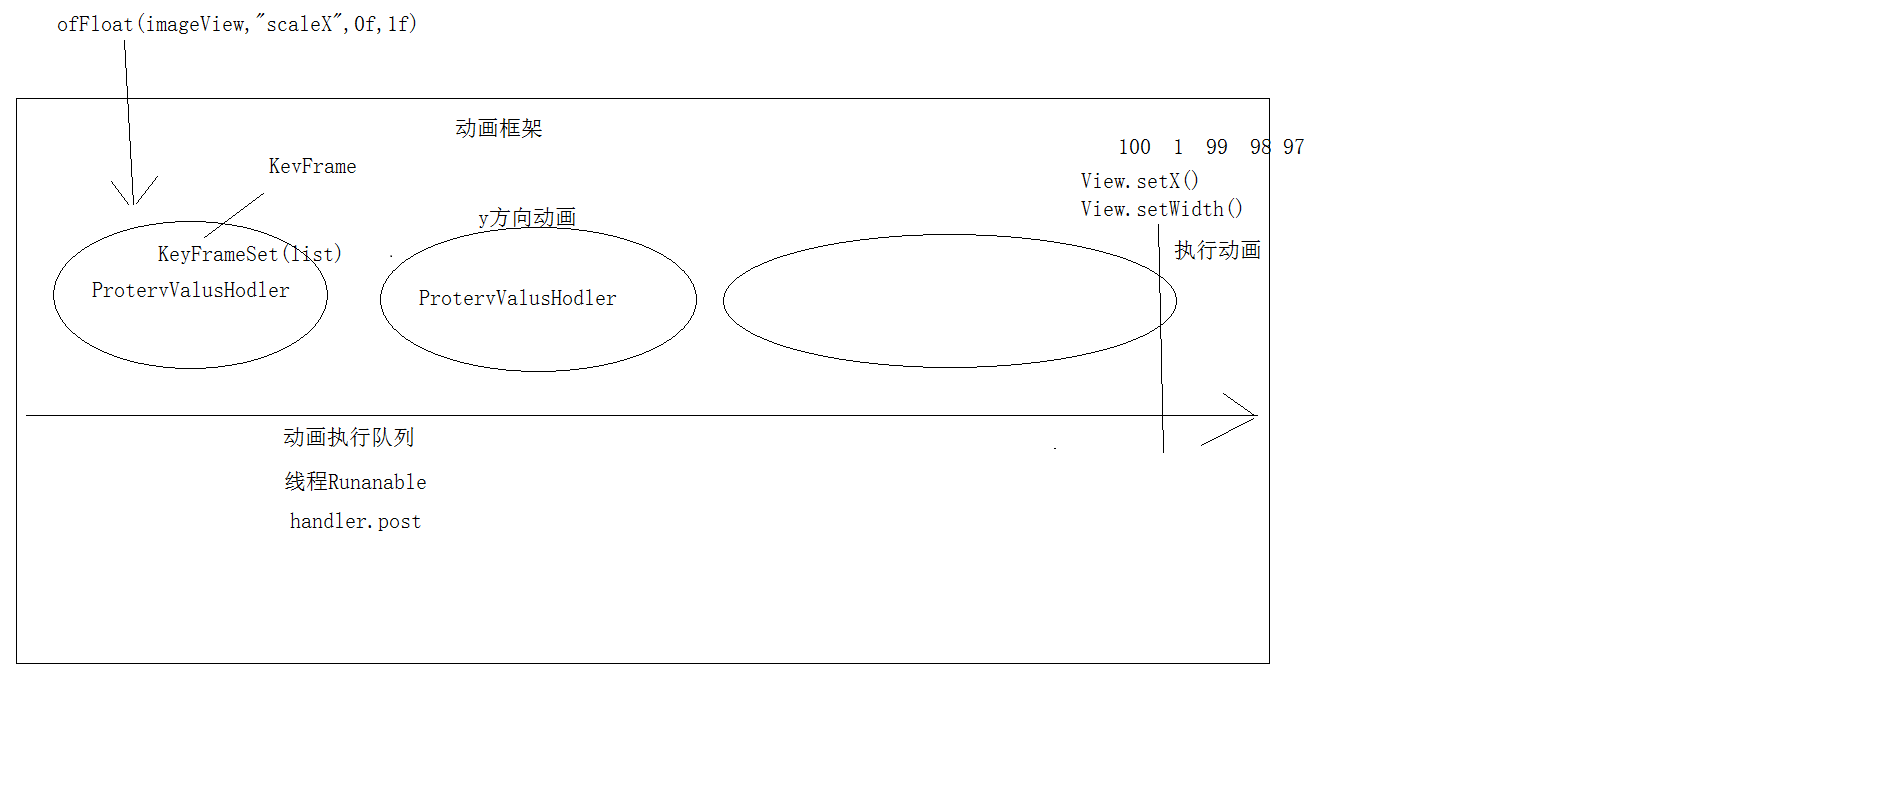 ofFloat(imageView,"scaleX",0f,1f)
动画框架
100 1 99 98 97
KevFrame
View.setX()
View.setWidth()
y方向动画
执行动画
KeyFrameSet(list)
ProtervValusHodler
ProtervValusHodler
动画执行队列
线程Runanable
handler.post